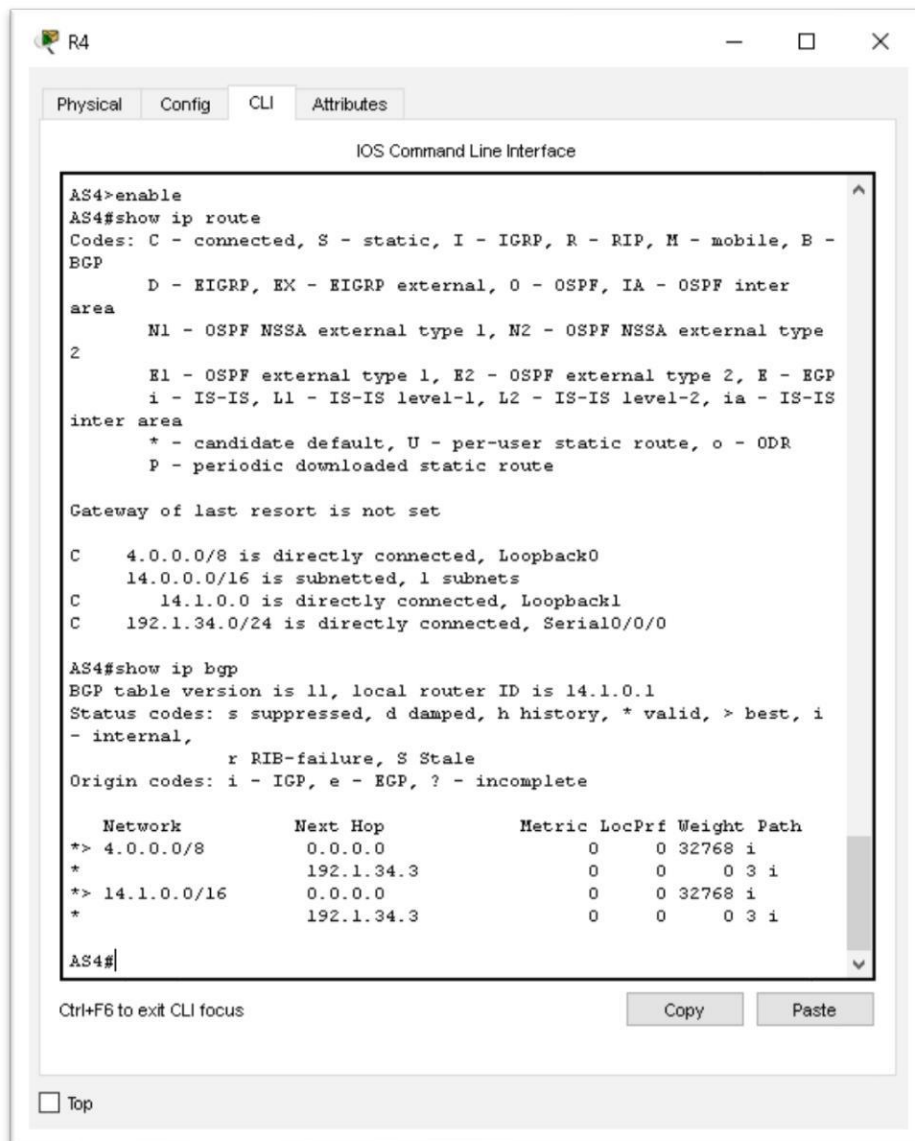 R4
Physical Config CLI Attributes
IOS Command Line Interface
AS4>enable
AS4#show ip route
Codes: C - connected, S - static, I - IGRP, R - RIP, M - mobile, B -
BGP
D - EIGRP, EX - EIGRP external, O - OSPF, IA - OSPF inter
area
N1 - OSPF NSSA external type 1, N2 - OSPF NSSA external type
2
E1 - OSPF external type 1, E2 - OSPF external type 2, E - EGP
i - IS-IS, L1 - IS-IS level-1, L2 - IS-IS level-2, ia - IS-IS
inter area
* - candidate default, U - per-user static route, o - ODR
P - periodic downloaded static route
Gateway of last resort is not set
C 4.0.0.0/8 is directly connected, Loopback0
14.0.0.0/16 is subnetted, 1 subnets
C 14.1.0.0 is directly connected, Loopback1
C 192.1.34.0/24 is directly connected, Serial0/0/0
AS4#show ip bgp
BGP table version is 11, local router ID is 14.1.0.1
Status codes: s suppressed, d damped, h history, * valid, > best, i
- internal,
r RIB-failure, S Stale
Origin codes: i - IGP, e - EGP, ? - incomplete
Network Next Hop Metric LocPrf Weight Path
*> 4.0.0.0/8 0.0.0.0 0 0 32768 i
* 192.1.34.3 0 0 0 3 i
*> 14.1.0.0/16 0.0.0.0 0 0 32768 i
* 192.1.34.3 0 0 0 3 i
AS4#
Ctrl+F6 to exit CLI focus Copy Paste
Top